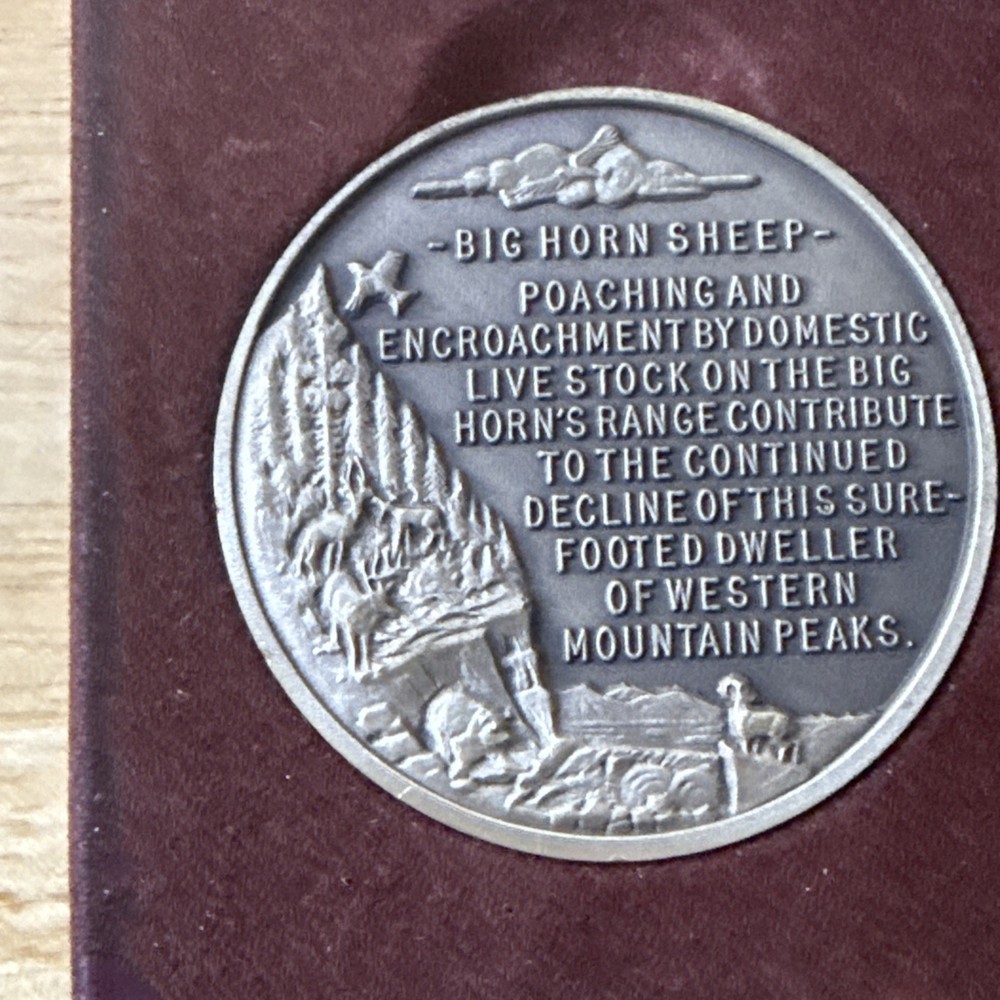 -BIG HORN SHEEP-
POACHING AND
ENCROACHMENT BY DOMESTIC
LIVE STOCK ON THE BIG
HORN'S RANGE CONTRIBUTE
TO THE CONTINUED
DECLINE OF THIS SURE-
FOOTED DWELLER
OF WESTERN
MOUNTAIN PEAKS.